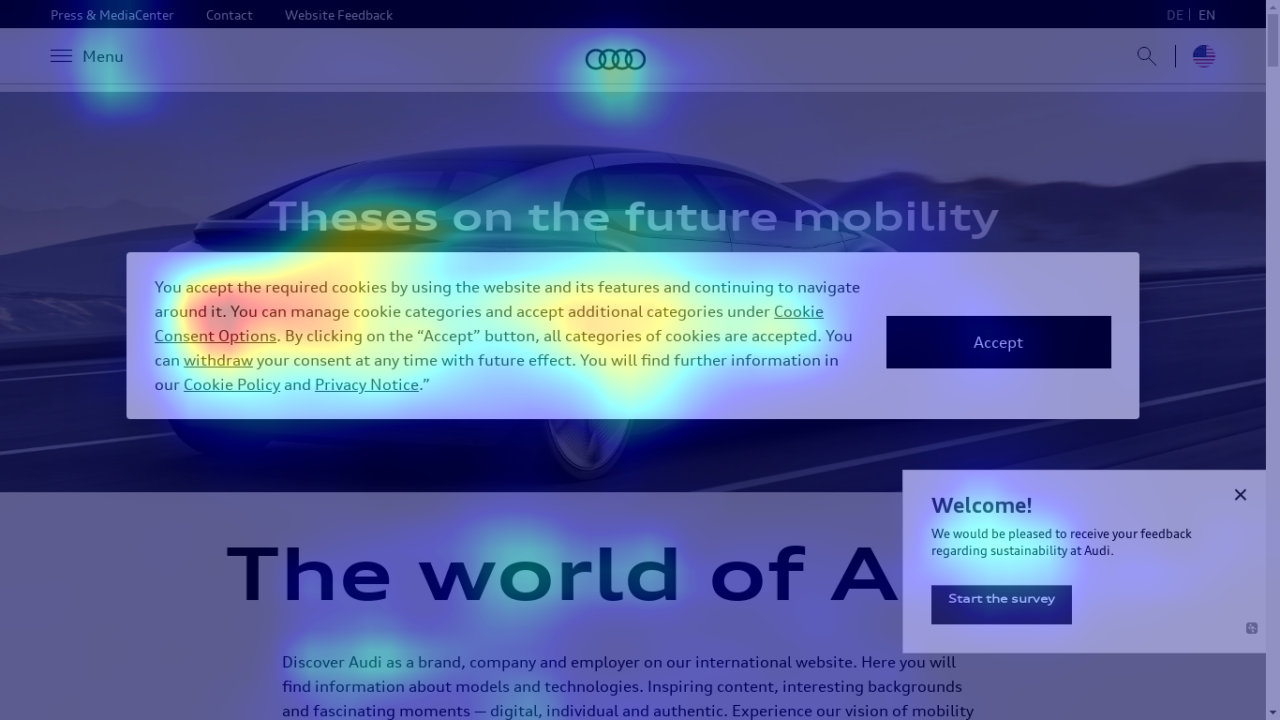 Press & MediaCenter Contact Website Feedback DE | EN
Menu
Theses on the future mobility
You accept the required cookies by using the website and its features and continuing to navigate
around it. You can manage cookie categories and accept additional categories under Cookie
Consent Options. By clicking on the “Accept” button, all categories of cookies are accepted. You
can withdraw your consent at any time with future effect. You will find further information in
our Cookie Policy and Privacy Notice.”
Accept
Welcome!
We would be pleased to receive your feedback
regarding sustainability at Audi.
Start the survey
The world of A
Discover Audi as a brand, company and employer on our international website. Here you will
find information about models and technologies. Inspiring content, interesting backgrounds
and fascinating moments — digital, individual and authentic. Experience our vision of mobility